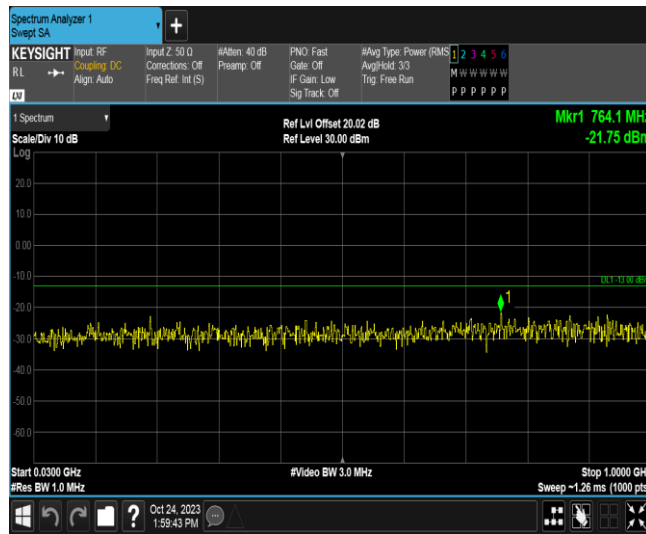 Spectrum Analyzer 1
Swept SA
+
KEYSIGHT
RL
LXI
Input: RF
Coupling: DC
Align: Auto
Input Z: 50 Ω
Corrections: Off
Freq Ref: Int (S)
#Atten: 40 dB
Preamp: Off
PNO: Fast
Gate: Off
IF Gain: Low
Sig Track: Off
#Avg Type: Power (RMS
Avg|Hold: 3/3
Trig: Free Run
1 2 3 4 5 6
M W W W W W
P P P P P P
1 Spectrum
Scale/Div 10 dB
Ref Lvl Offset 20.02 dB
Ref Level 30.00 dBm
Mkr1 764.1 MHz
-21.75 dBm
Log
20.0
10.0
0.00
-10.0
DL1 -13.00 dBm
1
-20.0
-30.0
-40.0
-50.0
-60.0
Start 0.0300 GHz
#Res BW 1.0 MHz
#Video BW 3.0 MHz
Stop 1.0000 GH
Sweep ~1.26 ms (1000 pts
?
Oct 24, 2023
1:59:43 PM